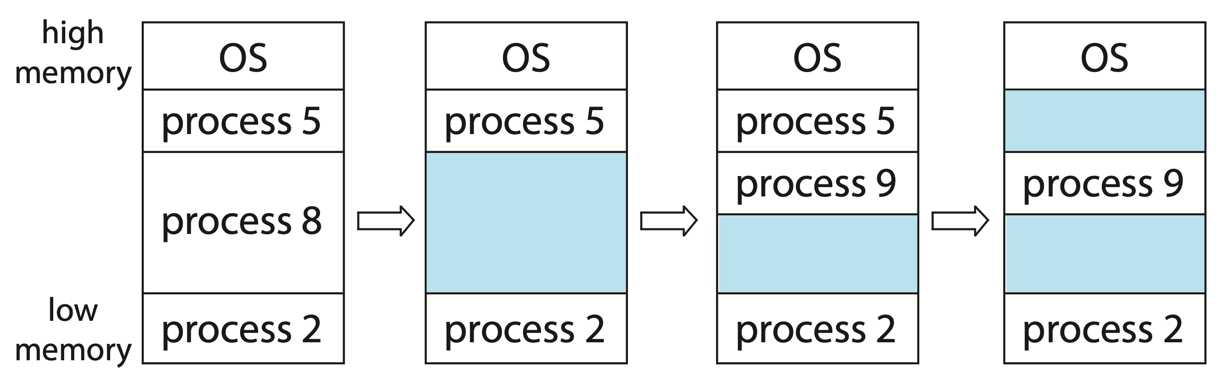 high
memory
OS
process 5
process 8
low
memory
process 2
OS
process 5
process 2
OS
process 5
process 9
process 2
OS
process 9
process 2